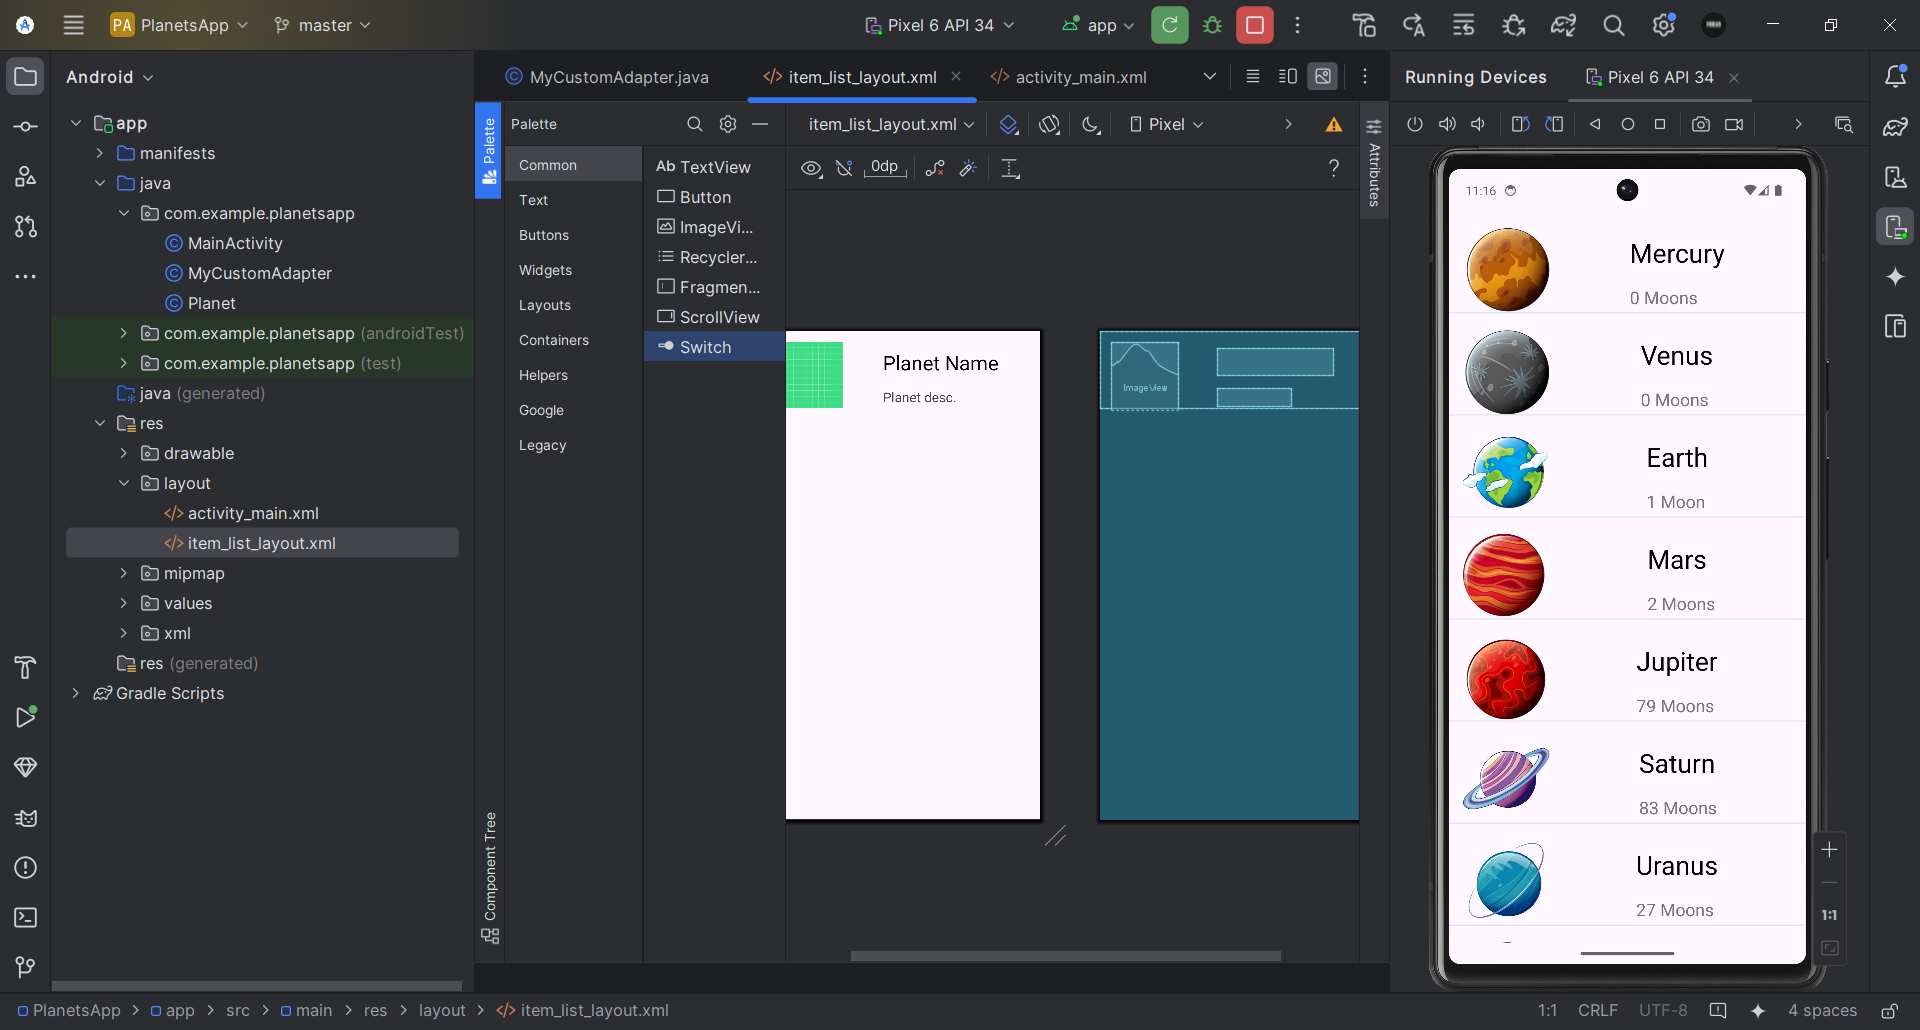 PA PlanetsApp
master
Pixel 6 API 34
app
Android
MyCustomAdapter.java
item_list_layout.xml
activity_main.xml
Running Devices
Pixel 6 API 34
app
manifests
java
com.example.planetsapp
MainActivity
MyCustomAdapter
Planet
com.example.planetsapp (androidTest)
com.example.planetsapp (test)
java (generated)
res
drawable
layout
activity_main.xml
item_list_layout.xml
mipmap
values
xml
res (generated)
Gradle Scripts
Palette
Component Tree
Palette
Common
Text
Buttons
Widgets
Layouts
Containers
Helpers
Google
Legacy
Ab TextView
Button
ImageVi...
Recycler...
Fragmen...
ScrollView
Switch
item_list_layout.xml
Pixel
0dp
?
Planet Name
Planet desc.
ImageView
Attributes
11:16
Mercury
0 Moons
Venus
0 Moons
Earth
1 Moon
Mars
2 Moons
Jupiter
79 Moons
Saturn
83 Moons
Uranus
27 Moons
1:1
PlanetsApp > app > src > main > res > layout > item_list_layout.xml
1:1 CRLF UTF-8 4 spaces